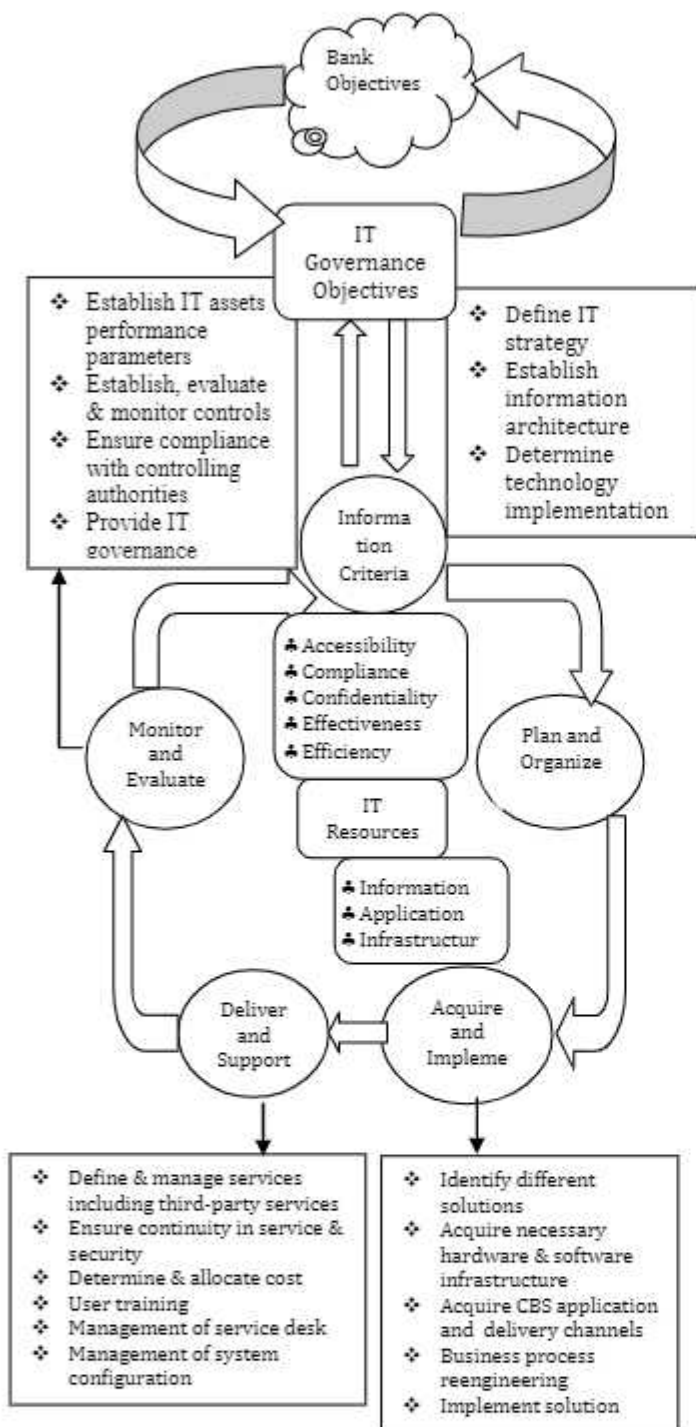 Bank
Objectives
IT
Governance
Objectives
❖ Establish IT assets
performance
parameters
❖ Establish, evaluate
& monitor controls
❖ Ensure compliance
with controlling
authorities
❖ Provide IT
governance
❖ Define IT
strategy
❖ Establish
information
architecture
❖ Determine
technology
implementation
Informa
tion
Criteria
♣ Accessibility
♣ Compliance
♣ Confidentiality
♣ Effectiveness
♣ Efficiency
Monitor
and
Evaluate
Plan and
Organize
IT
Resources
♣ Information
♣ Application
♣ Infrastructur
Deliver
and
Support
Acquire
and
Impleme
❖ Define & manage services
including third-party services
❖ Ensure continuity in service &
security
❖ Determine & allocate cost
❖ User training
❖ Management of service desk
❖ Management of system
configuration
❖ Identify different
solutions
❖ Acquire necessary
hardware & software
infrastructure
❖ Acquire CBS application
and delivery channels
❖ Business process
reengineering
❖ Implement solution